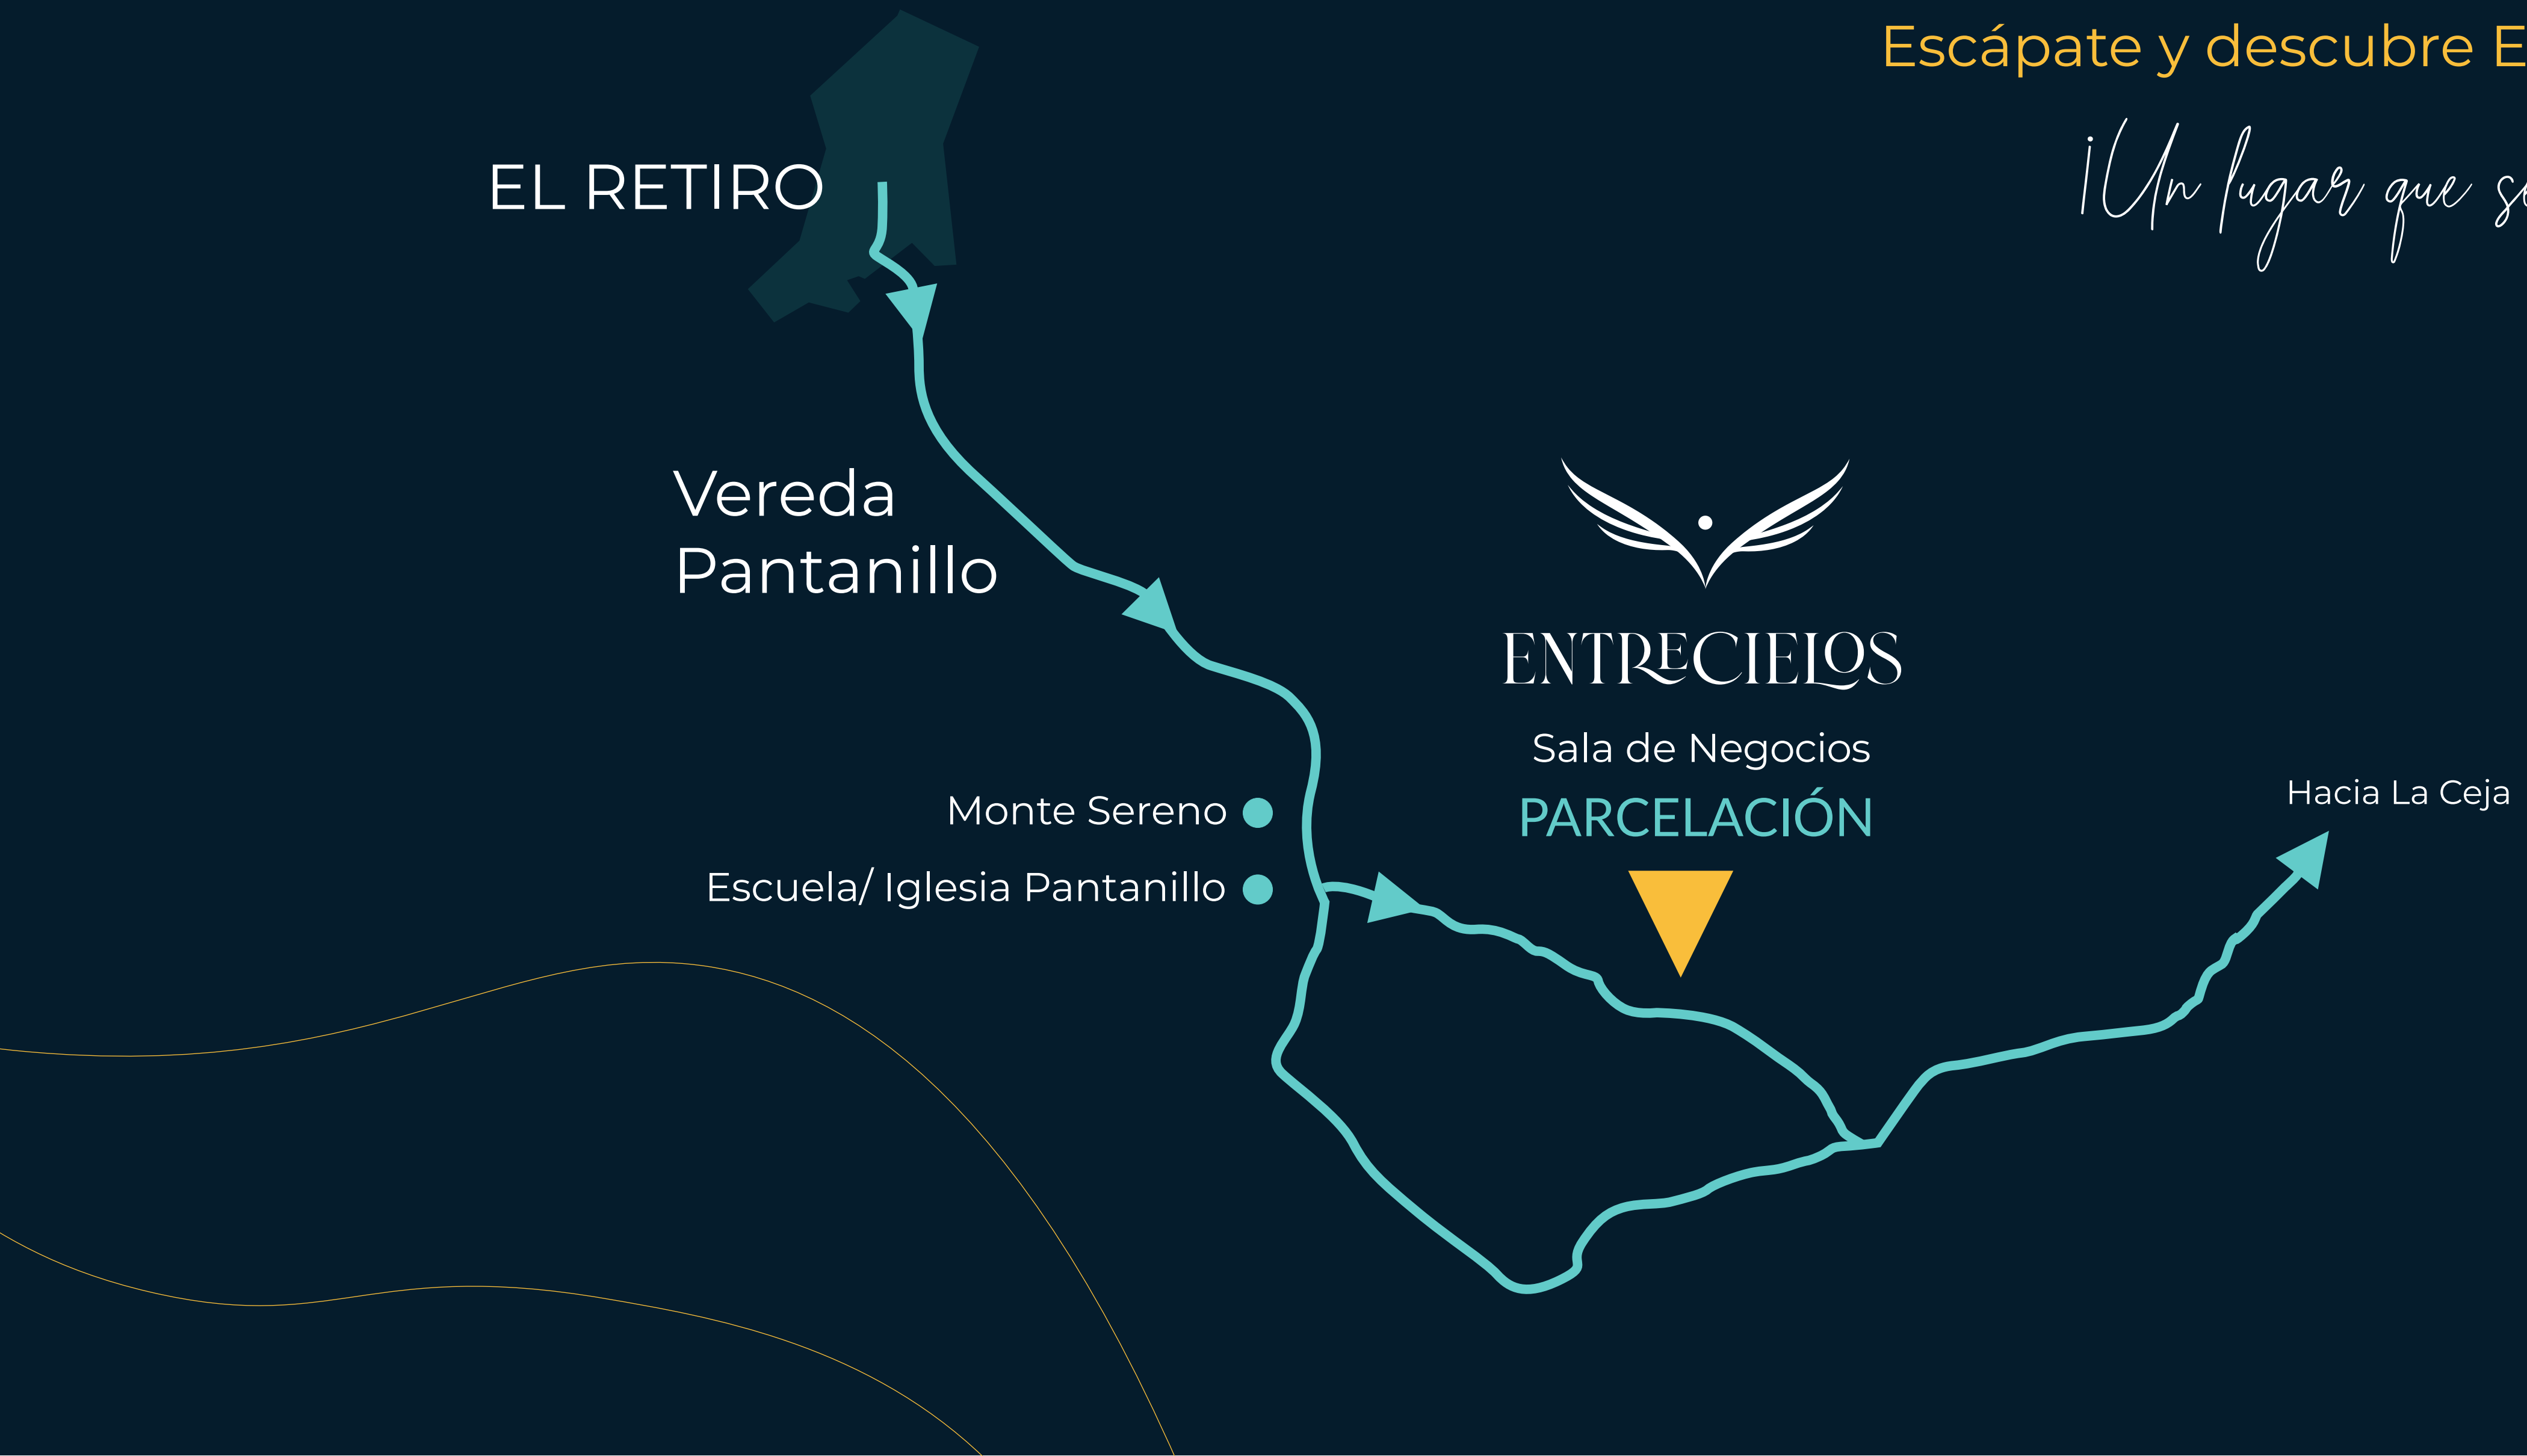 Escápate y descubre
¡Un lugar que
EL RETIRO
Vereda
Pantanillo
ENTRECIELOS
Sala de Negocios
PARCELACIÓN
Monte Sereno
Escuela/ Iglesia Pantanillo
Hacia La Ceja